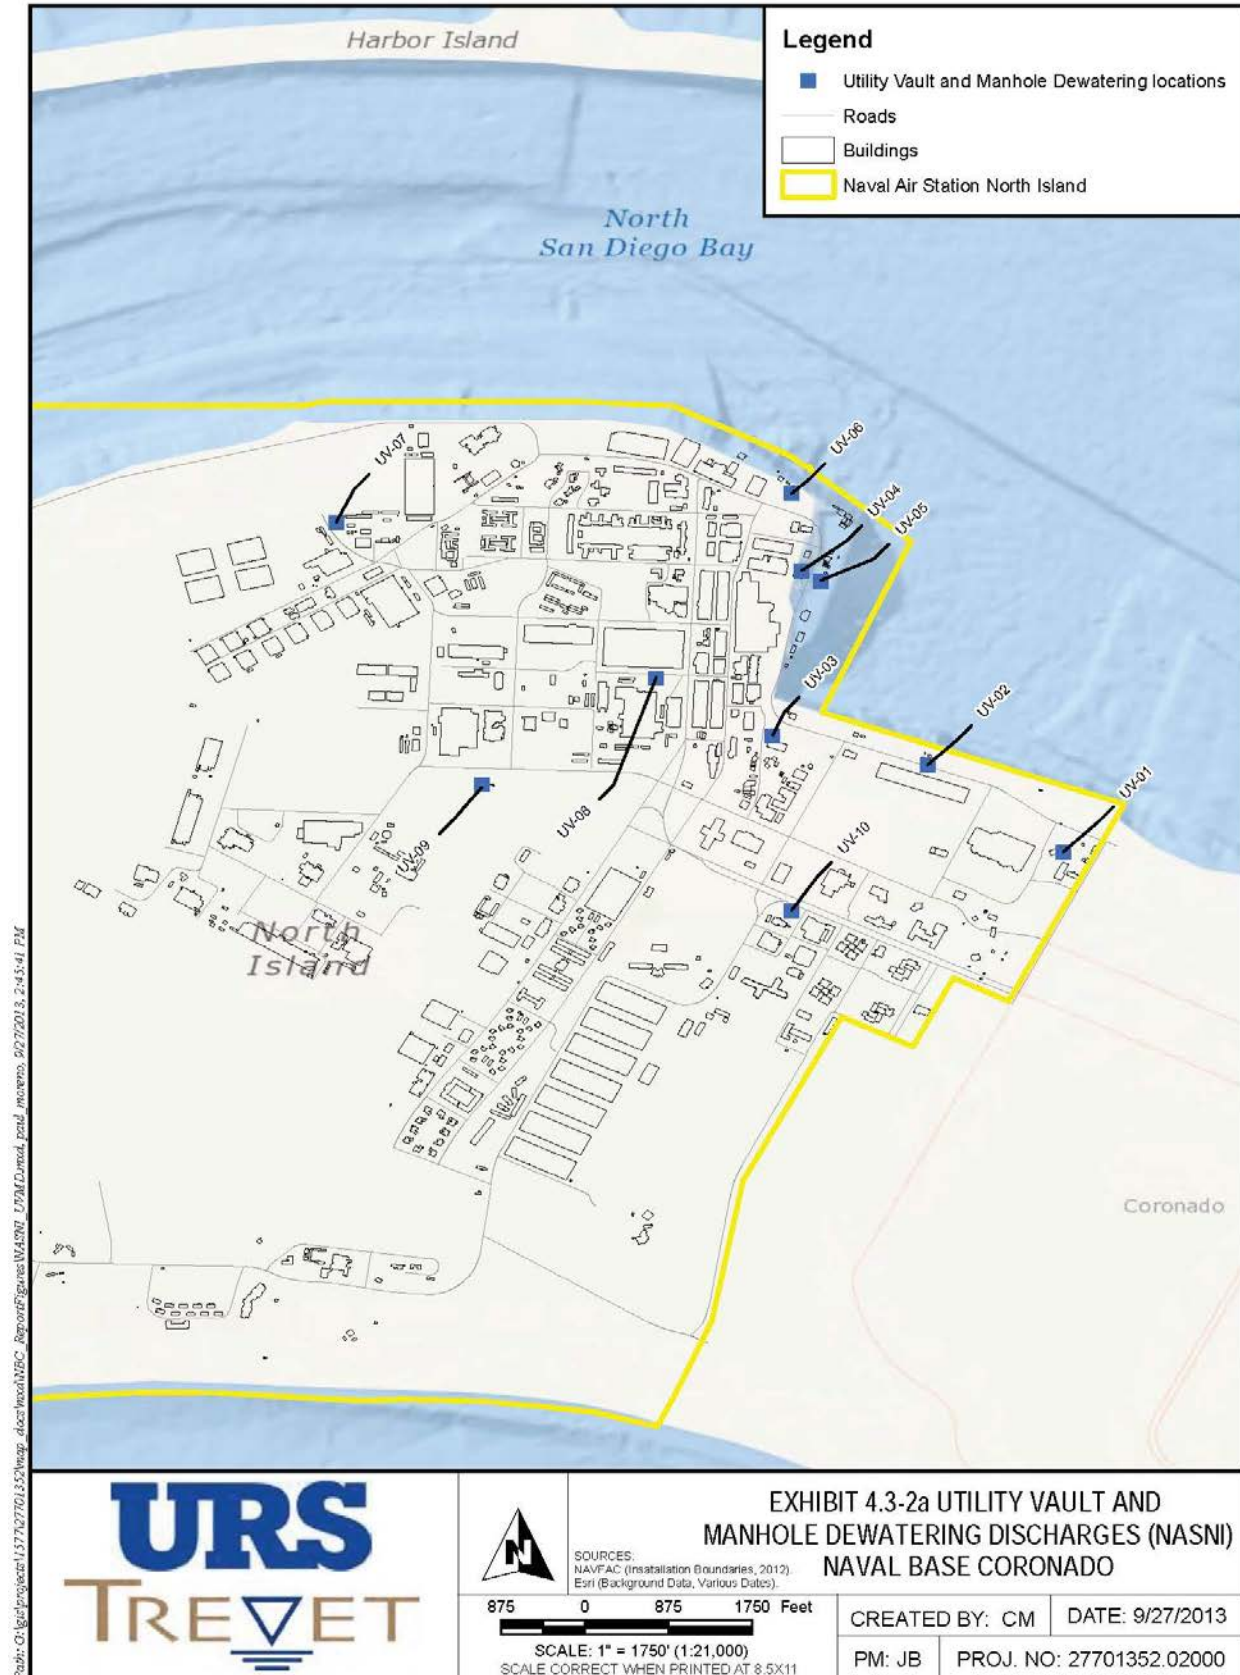 Harbor Island
Legend
Utility Vault and Manhole Dewatering locations
Roads
Buildings
Naval Air Station North Island
North
San Diego Bay
UV-07
UV-06
UV-04
UV-05
UV-03
UV-02
UV-01
UV-08
UV-09
UV-10
North
Island
Coronado
URS
TREVET
N
SOURCES:
NAVFAC (Insatallation Boundaries, 2012).
Esri (Background Data, Various Dates).
EXHIBIT 4.3-2a UTILITY VAULT AND
MANHOLE DEWATERING DISCHARGES (NASNI)
NAVAL BASE CORONADO
875 0 875 1750 Feet
SCALE: 1" = 1750' (1:21,000)
SCALE CORRECT WHEN PRINTED AT 8.5X11
CREATED BY: CM
DATE: 9/27/2013
PM: JB
PROJ. NO: 27701352.02000